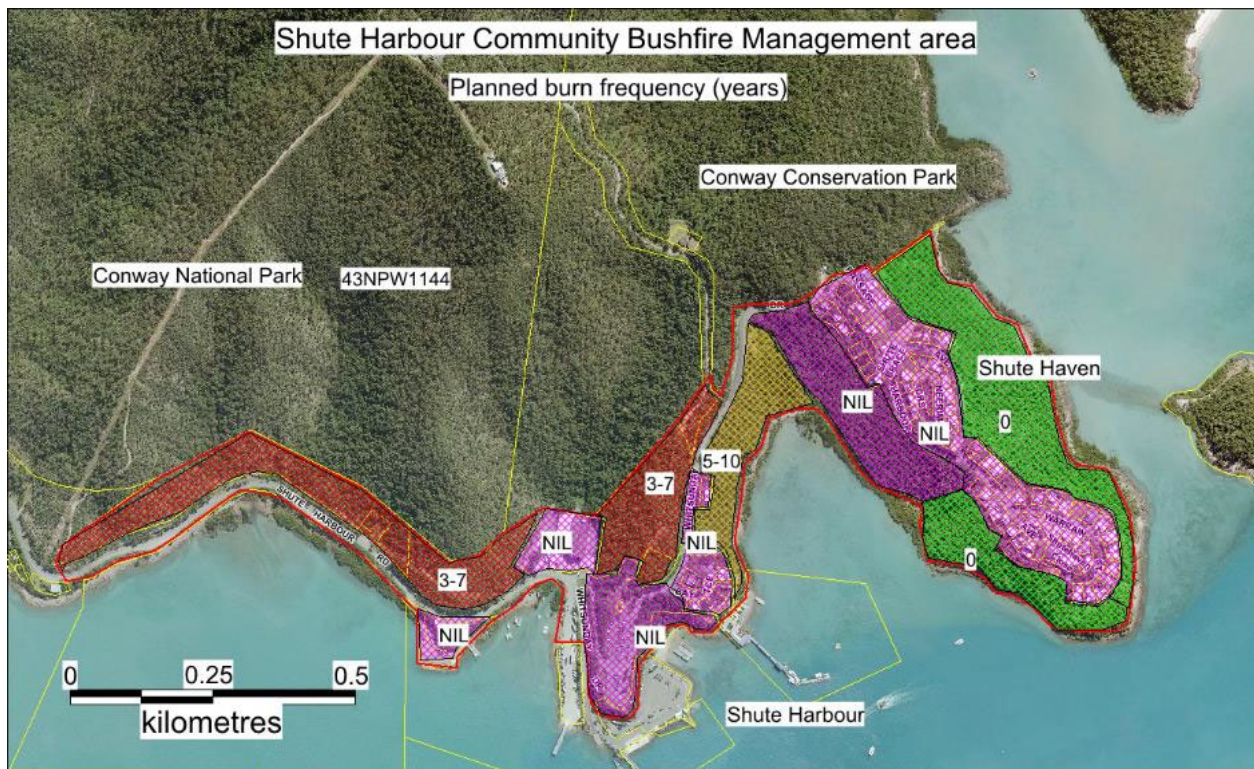 Shute Harbour Community Bushfire Management area
Planned burn frequency (years)
Conway Conservation Park
Conway National Park
43NPW1144
Shute Haven
DR
NIL
NIL
0
5-10
3-7
SHUTE HARBOUR RD
NIL
NIL
0
3-7
NIL
NIL
0 0.25 0.5
kilometres
Shute Harbour